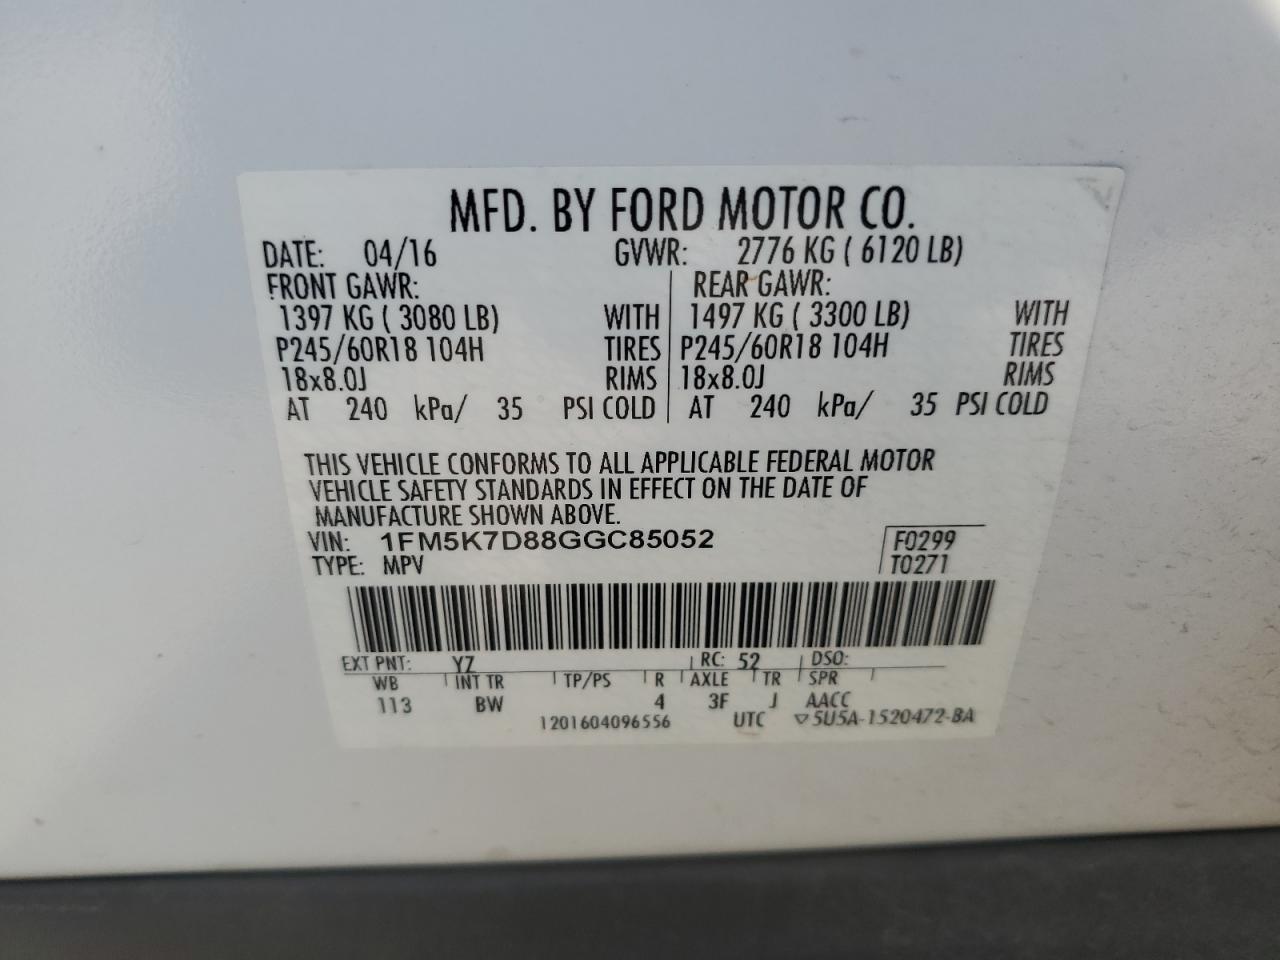 MFD. BY FORD MOTOR CO.
DATE: 04/16 GVWR: 2776 KG ( 6120 LB)
FRONT GAWR: REAR GAWR:
1397 KG ( 3080 LB) WITH 1497 KG ( 3300 LB) WITH
P245/60R18 104H TIRES P245/60R18 104H TIRES
18x8.0J RIMS 18x8.0J RIMS
AT 240 kPa/ 35 PSI COLD AT 240 kPa/ 35 PSI COLD
THIS VEHICLE CONFORMS TO ALL APPLICABLE FEDERAL MOTOR
VEHICLE SAFETY STANDARDS IN EFFECT ON THE DATE OF
MANUFACTURE SHOWN ABOVE.
VIN: 1FM5K7D88GGC85052 F0299
TYPE: MPV T0271
EXT PNT: YZ RC: 52 DSO:
WB INT TR TP/PS R AXLE TR SPR
113 BW 4 3F J AACC
1201604096556 UTC ▽5U5A-1520472-BA